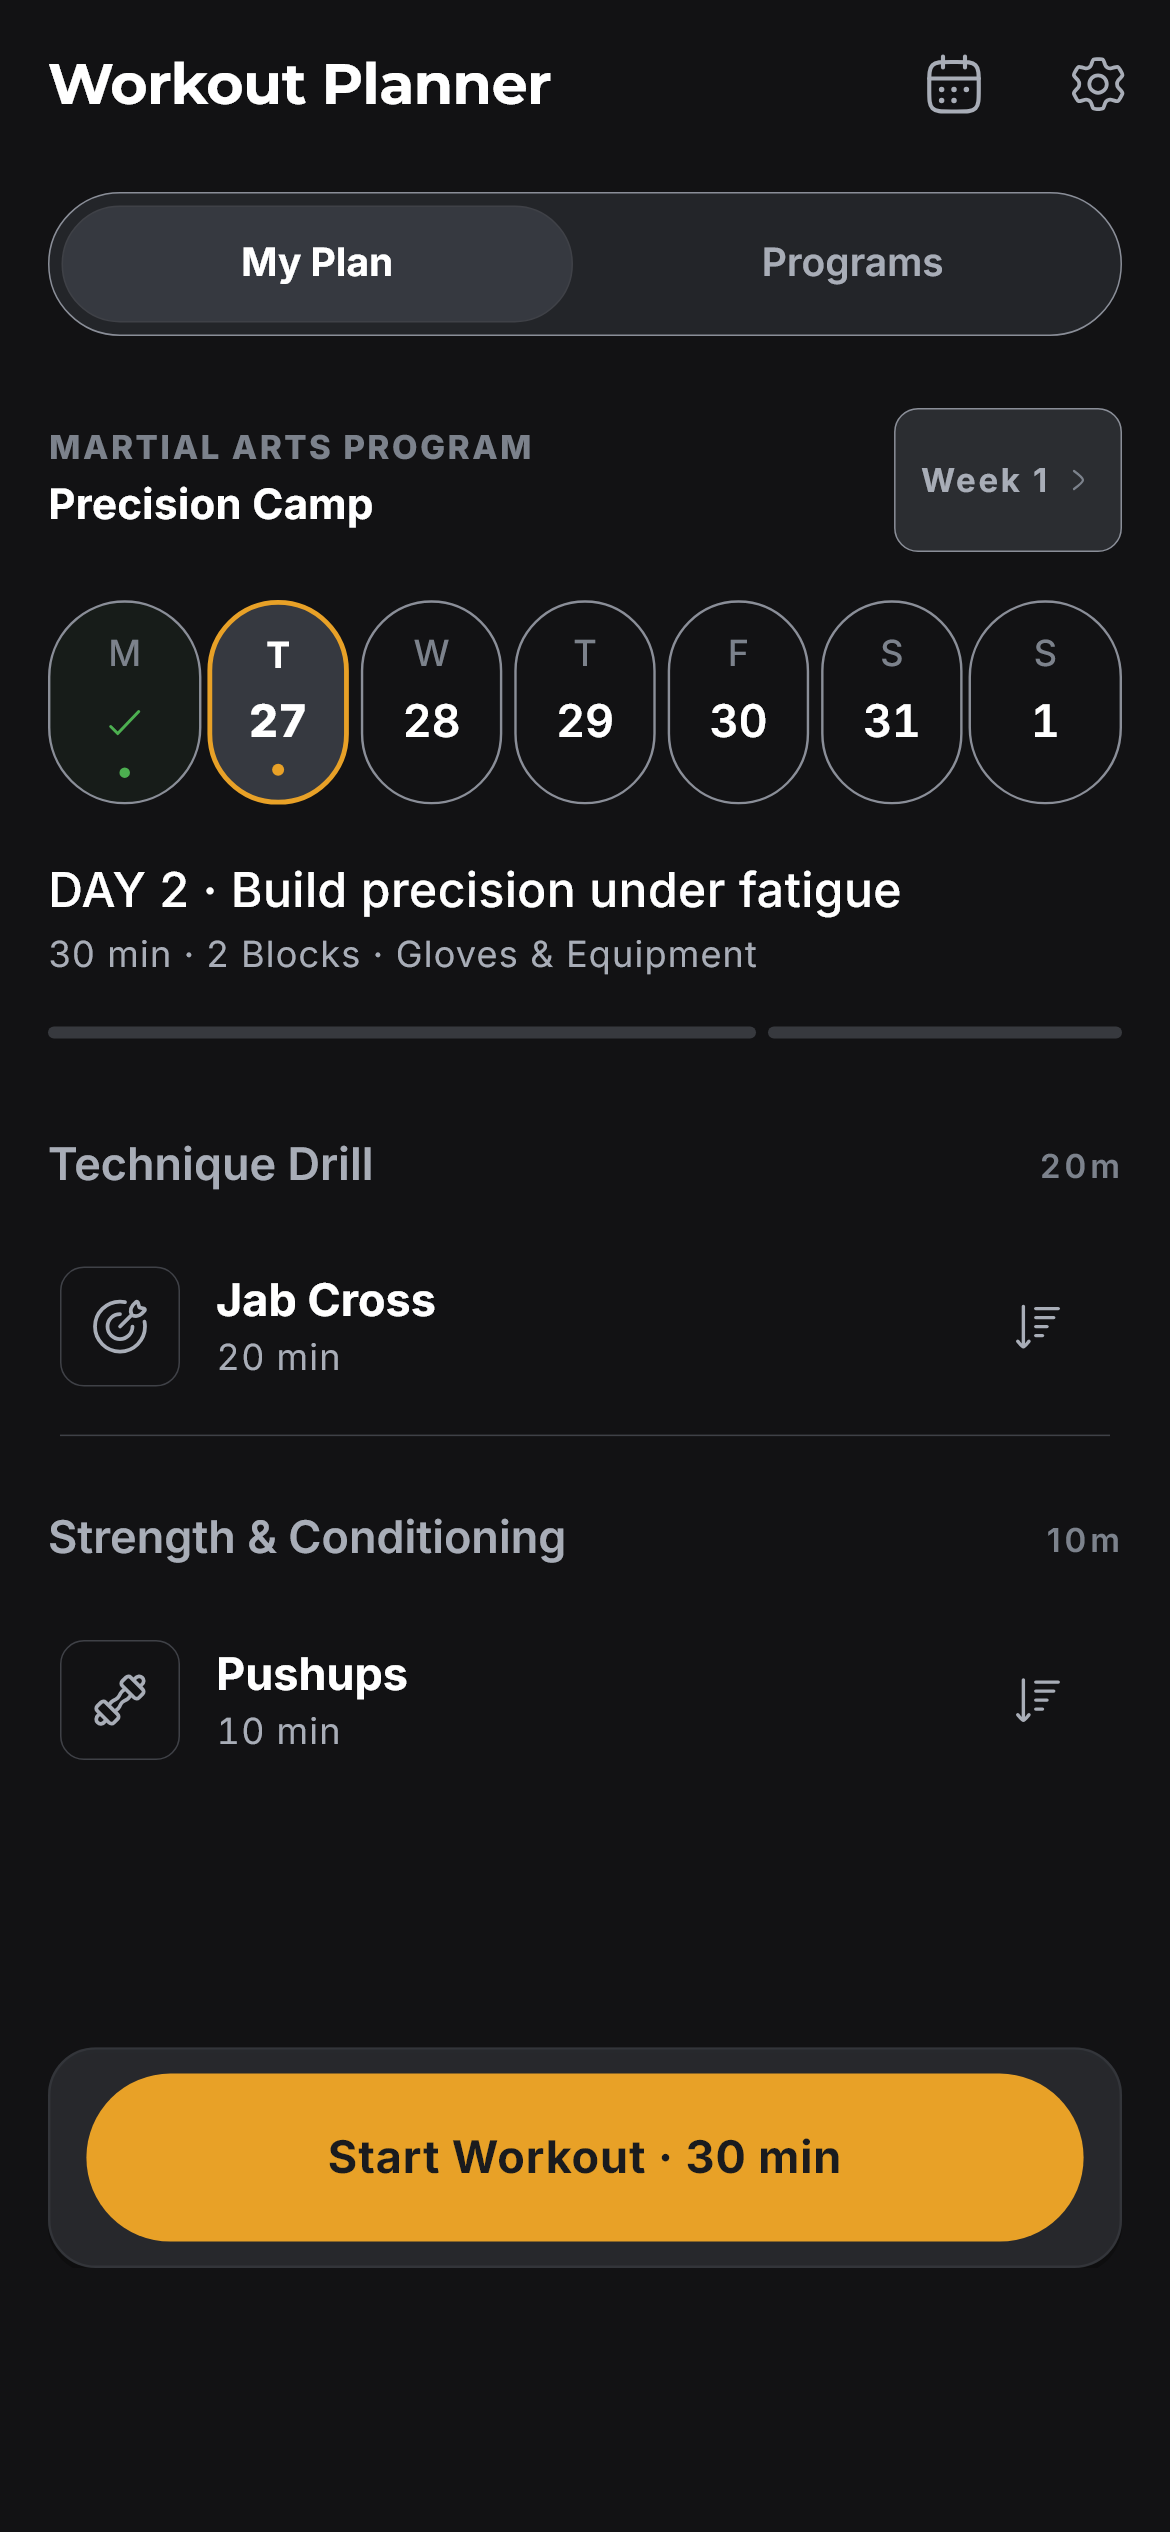 Workout Planner
My Plan
Programs
MARTIAL ARTS PROGRAM
Precision Camp
Week 1
M T W T F S S
27 28 29 30 31 1
DAY 2 · Build precision under fatigue
30 min · 2 Blocks · Gloves & Equipment
Technique Drill
20m
Jab Cross
20 min
Strength & Conditioning
10m
Pushups
10 min
Start Workout · 30 min